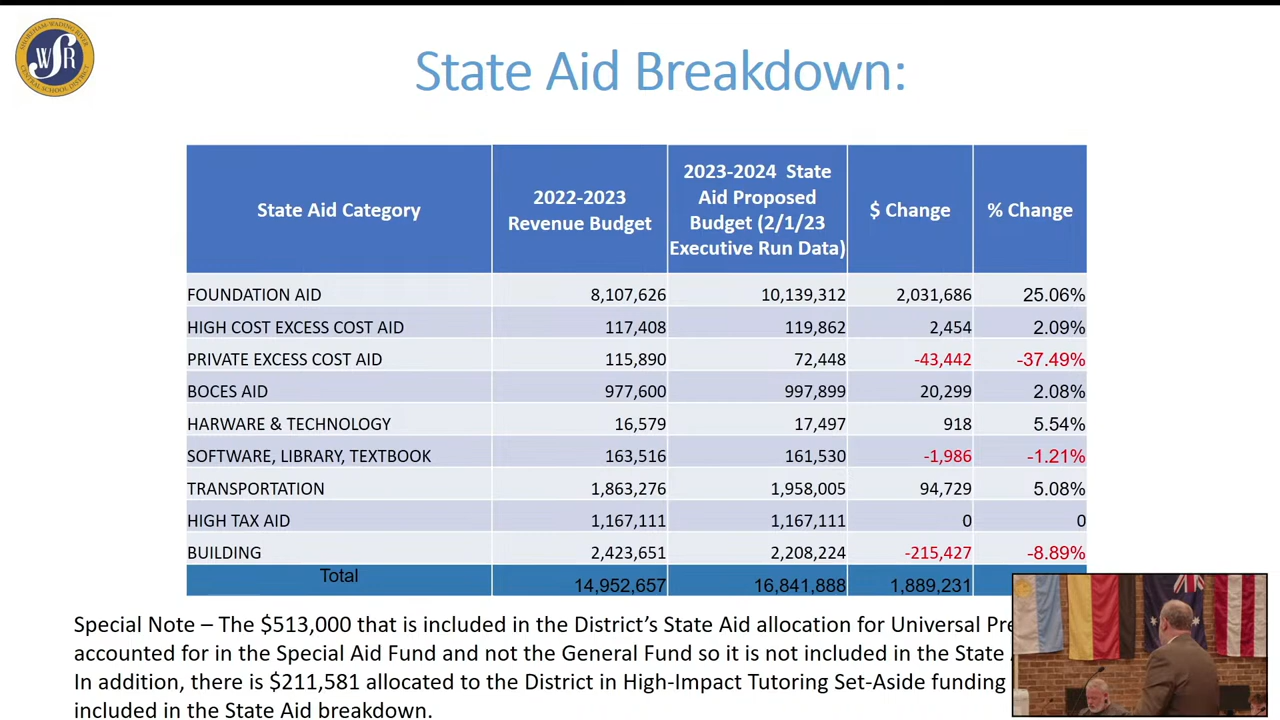 SHOREHAM-WADING RIVER
CENTRAL SCHOOL DISTRICT
WSR
State Aid Breakdown:
State Aid Category 2022-2023 Revenue Budget 2023-2024 State Aid Proposed Budget (2/1/23 Executive Run Data) $ Change % Change
FOUNDATION AID 8,107,626 10,139,312 2,031,686 25.06%
HIGH COST EXCESS COST AID 117,408 119,862 2,454 2.09%
PRIVATE EXCESS COST AID 115,890 72,448 -43,442 -37.49%
BOCES AID 977,600 997,899 20,299 2.08%
HARWARE & TECHNOLOGY 16,579 17,497 918 5.54%
SOFTWARE, LIBRARY, TEXTBOOK 163,516 161,530 -1,986 -1.21%
TRANSPORTATION 1,863,276 1,958,005 94,729 5.08%
HIGH TAX AID 1,167,111 1,167,111 0 0
BUILDING 2,423,651 2,208,224 -215,427 -8.89%
Total 14,952,657 16,841,888 1,889,231
Special Note – The $513,000 that is included in the District's State Aid allocation for Universal Pre
accounted for in the Special Aid Fund and not the General Fund so it is not included in the State
In addition, there is $211,581 allocated to the District in High-Impact Tutoring Set-Aside funding
included in the State Aid breakdown.